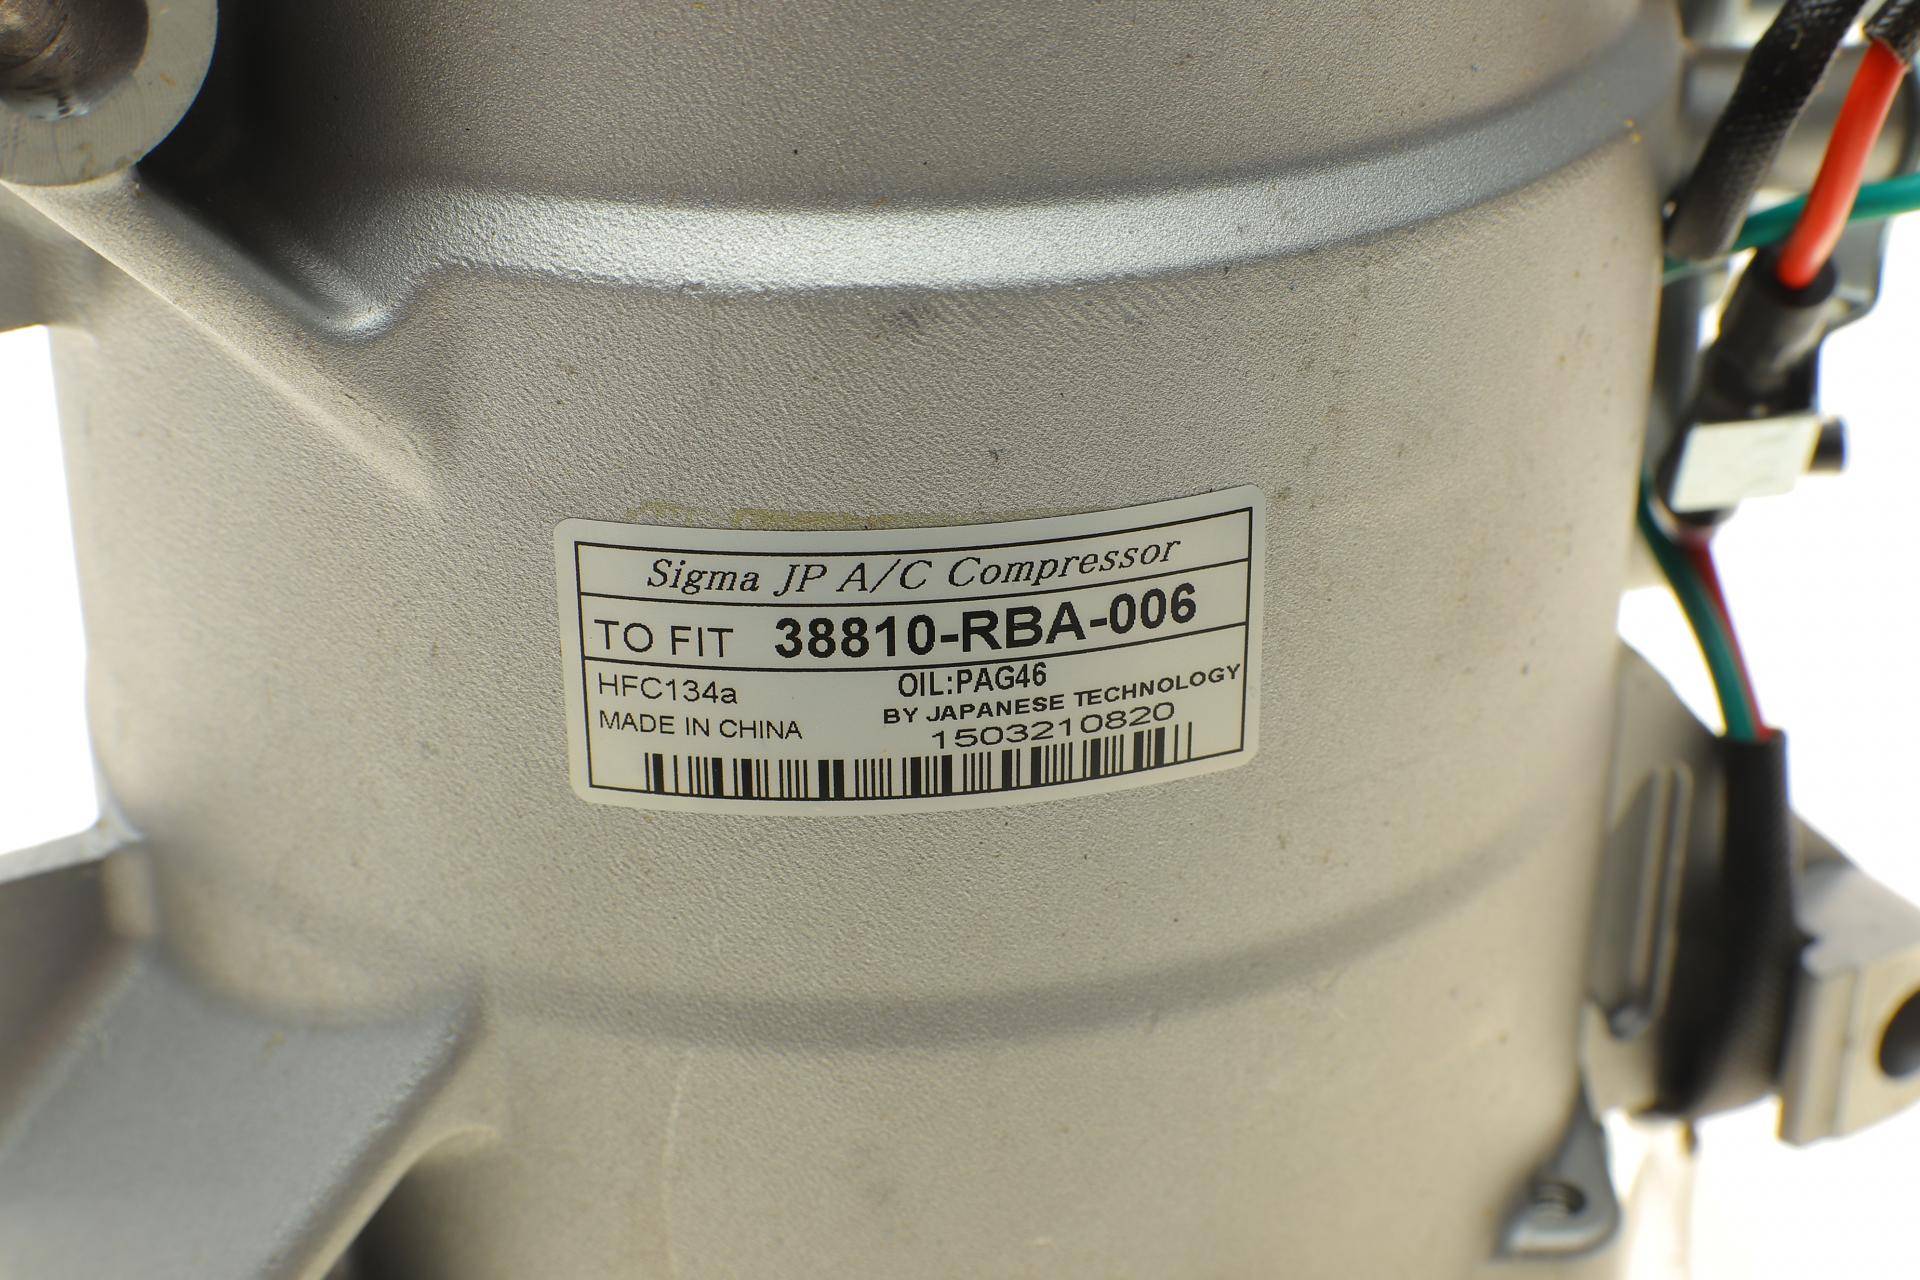 Sigma JP A/C Compressor
TO FIT 38810-RBA-006
HFC134a OIL:PAG46
MADE IN CHINA BY JAPANESE TECHNOLOGY
1503210820